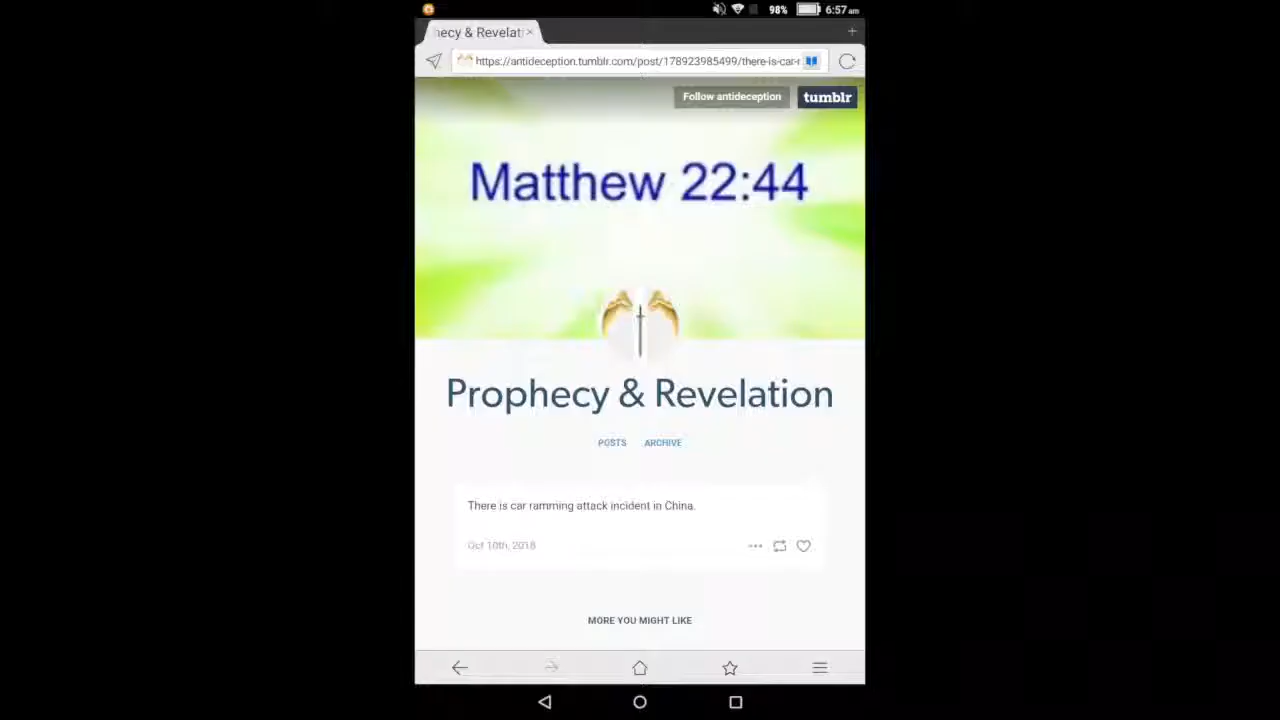 98% 6:57 am
hecy & Revelati
https://antideception.tumblr.com/post/178923985499/there-is-car-r
Follow antideception tumblr
Matthew 22:44
Prophecy & Revelation
POSTS ARCHIVE
There is car ramming attack incident in China.
Oct 10th, 2018
MORE YOU MIGHT LIKE